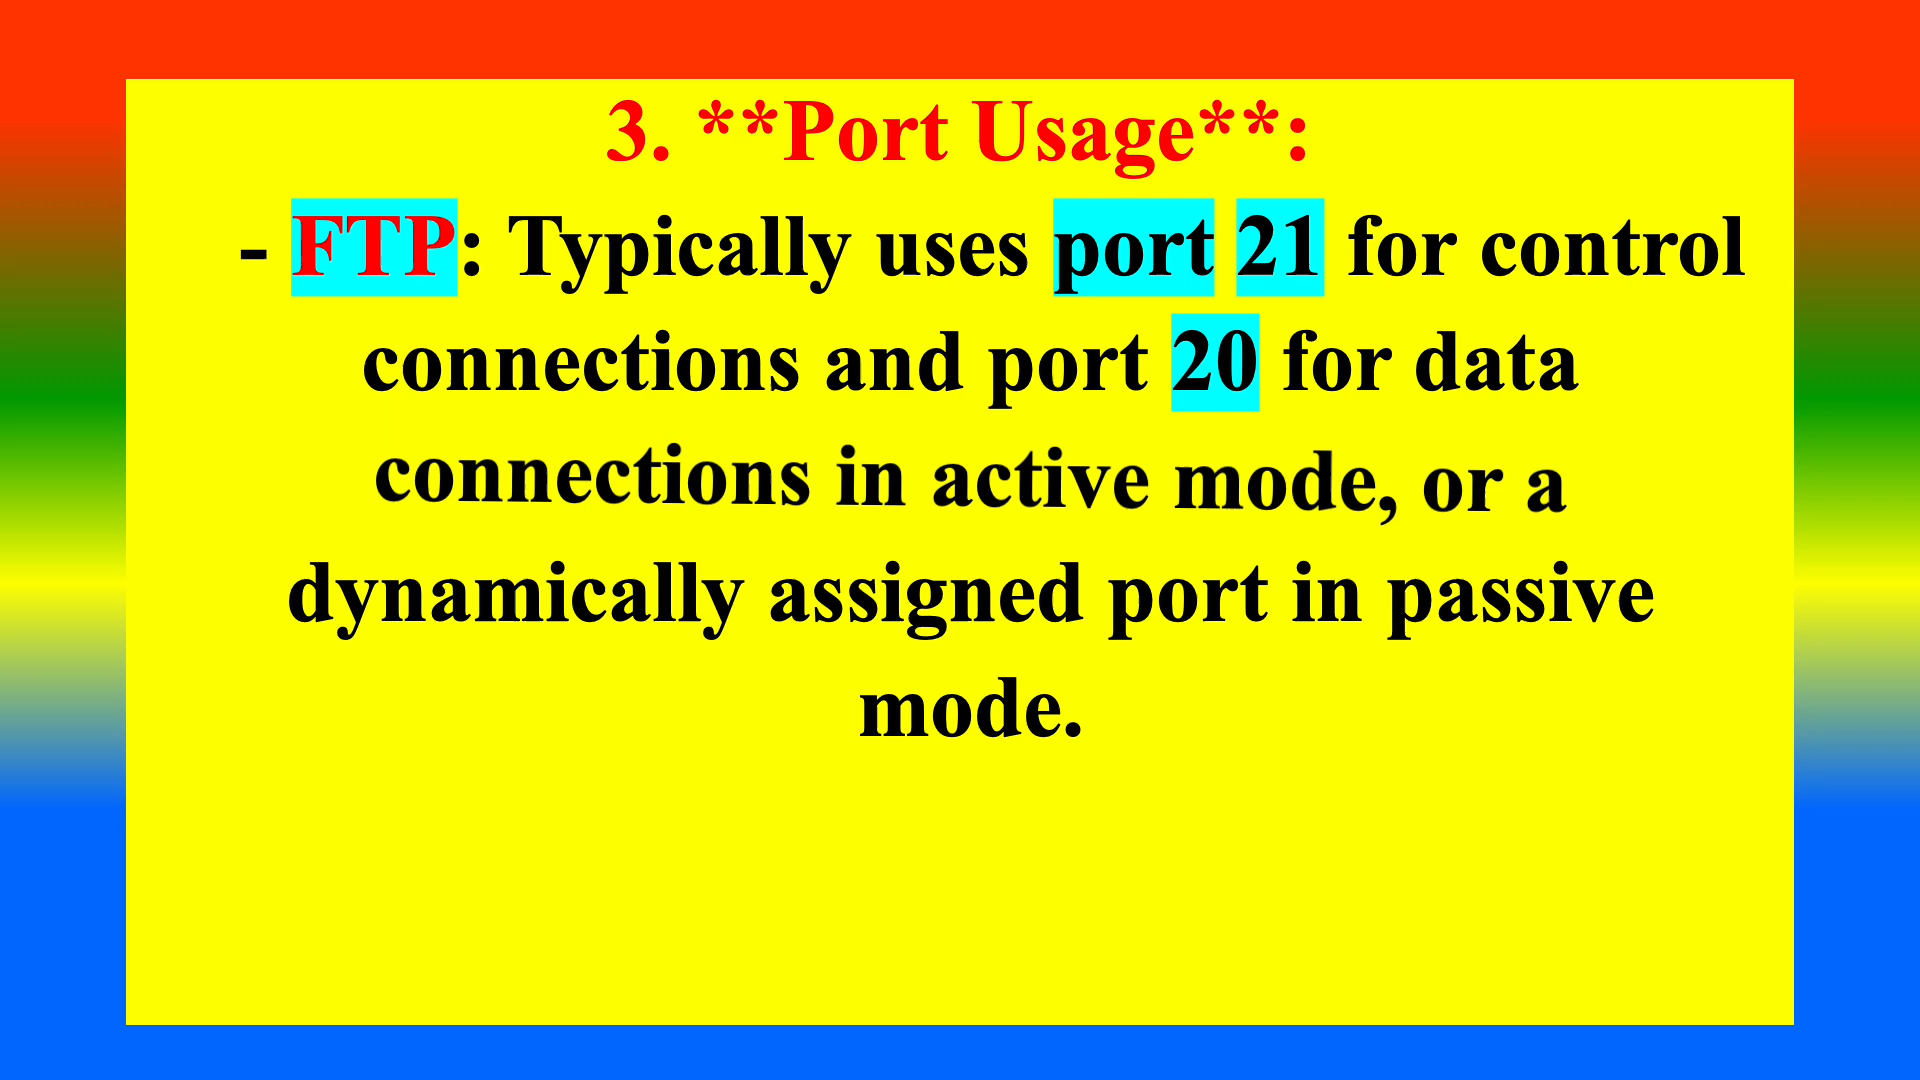 3. **Port Usage**:
- FTP: Typically uses port 21 for control
connections and port 20 for data
connections in active mode, or a
dynamically assigned port in passive
mode.